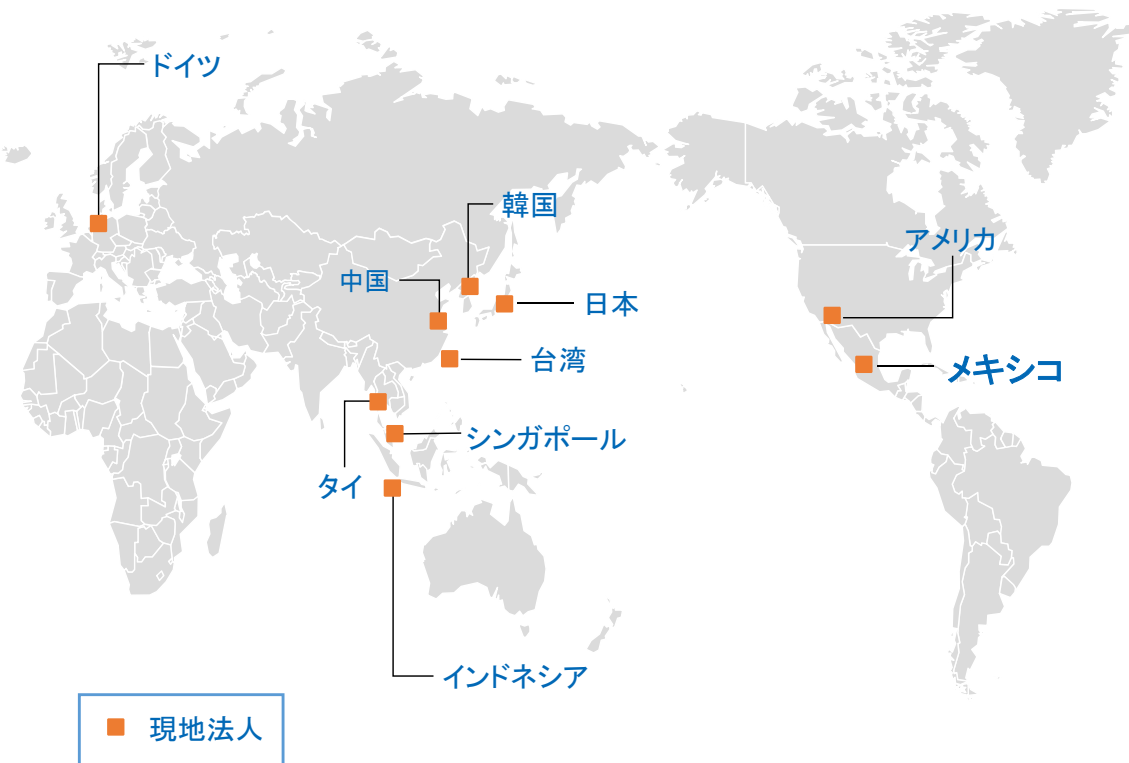 ドイツ
韓国
アメリカ
中国
日本
台湾
メキシコ
シンガポール
タイ
インドネシア
現地法人